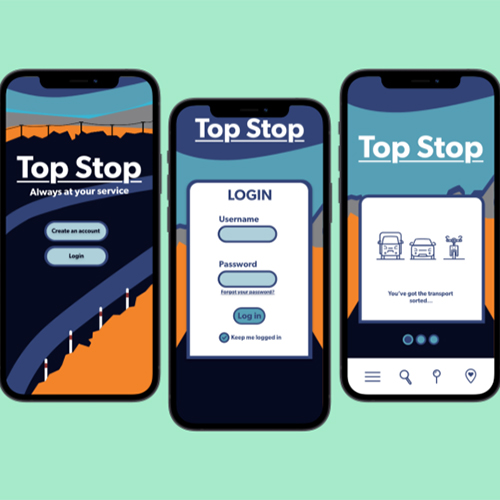 Top Stop
Always at your service
Create an account
Login
Top Stop
LOGIN
Username
Password
Forgot your password?
Log in
Keep me logged in
Top Stop
You've got the transport
sorted...